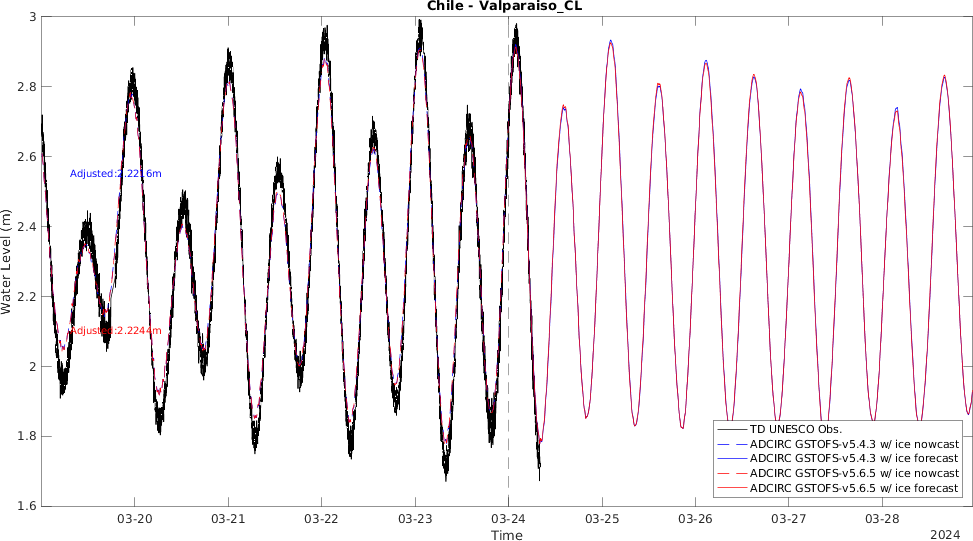 Chile - Valparaiso_CL
3
2.8
2.6
2.4
2.2
2
1.8
1.6
Water Level (m)
Adjusted:2.2216m
Adjusted:2.2244m
TD UNESCO Obs.
ADCIRC GSTOFS-v5.4.3 w/ ice nowcast
ADCIRC GSTOFS-v5.4.3 w/ ice forecast
ADCIRC GSTOFS-v5.6.5 w/ ice nowcast
ADCIRC GSTOFS-v5.6.5 w/ ice forecast
03-20 03-21 03-22 03-23 03-24 03-25 03-26 03-27 03-28
Time
2024